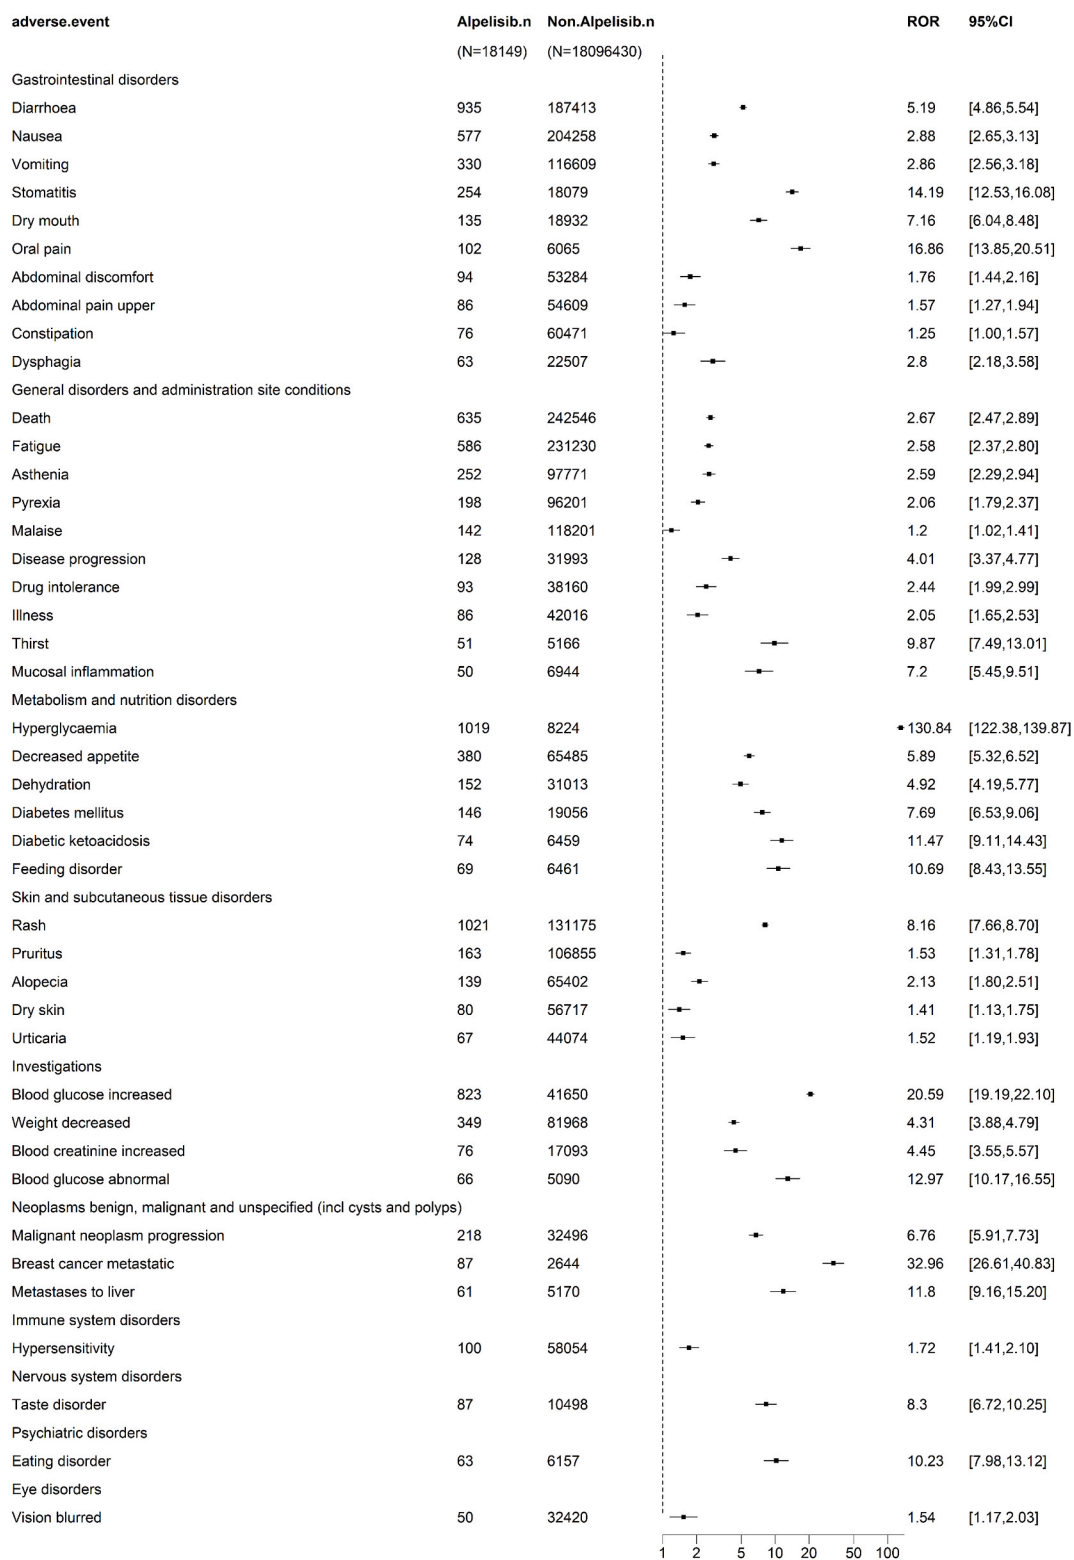 adverse.event Alpelisib.n Non.Alpelisib.n ROR 95%CI
(N=18149) (N=18096430)
Gastrointestinal disorders
Diarrhoea 935 187413 5.19 [4.86,5.54]
Nausea 577 204258 2.88 [2.65,3.13]
Vomiting 330 116609 2.86 [2.56,3.18]
Stomatitis 254 18079 14.19 [12.53,16.08]
Dry mouth 135 18932 7.16 [6.04,8.48]
Oral pain 102 6065 16.86 [13.85,20.51]
Abdominal discomfort 94 53284 1.76 [1.44,2.16]
Abdominal pain upper 86 54609 1.57 [1.27,1.94]
Constipation 76 60471 1.25 [1.00,1.57]
Dysphagia 63 22507 2.8 [2.18,3.58]
General disorders and administration site conditions
Death 635 242546 2.67 [2.47,2.89]
Fatigue 586 231230 2.58 [2.37,2.80]
Asthenia 252 97771 2.59 [2.29,2.94]
Pyrexia 198 96201 2.06 [1.79,2.37]
Malaise 142 118201 1.2 [1.02,1.41]
Disease progression 128 31993 4.01 [3.37,4.77]
Drug intolerance 93 38160 2.44 [1.99,2.99]
Illness 86 42016 2.05 [1.65,2.53]
Thirst 51 5166 9.87 [7.49,13.01]
Mucosal inflammation 50 6944 7.2 [5.45,9.51]
Metabolism and nutrition disorders
Hyperglycaemia 1019 8224 130.84 [122.38,139.87]
Decreased appetite 380 65485 5.89 [5.32,6.52]
Dehydration 152 31013 4.92 [4.19,5.77]
Diabetes mellitus 146 19056 7.69 [6.53,9.06]
Diabetic ketoacidosis 74 6459 11.47 [9.11,14.43]
Feeding disorder 69 6461 10.69 [8.43,13.55]
Skin and subcutaneous tissue disorders
Rash 1021 131175 8.16 [7.66,8.70]
Pruritus 163 106855 1.53 [1.31,1.78]
Alopecia 139 65402 2.13 [1.80,2.51]
Dry skin 80 56717 1.41 [1.13,1.75]
Urticaria 67 44074 1.52 [1.19,1.93]
Investigations
Blood glucose increased 823 41650 20.59 [19.19,22.10]
Weight decreased 349 81968 4.31 [3.88,4.79]
Blood creatinine increased 76 17093 4.45 [3.55,5.57]
Blood glucose abnormal 66 5090 12.97 [10.17,16.55]
Neoplasms benign, malignant and unspecified (incl cysts and polyps)
Malignant neoplasm progression 218 32496 6.76 [5.91,7.73]
Breast cancer metastatic 87 2644 32.96 [26.61,40.83]
Metastases to liver 61 5170 11.8 [9.16,15.20]
Immune system disorders
Hypersensitivity 100 58054 1.72 [1.41,2.10]
Nervous system disorders
Taste disorder 87 10498 8.3 [6.72,10.25]
Psychiatric disorders
Eating disorder 63 6157 10.23 [7.98,13.12]
Eye disorders
Vision blurred 50 32420 1.54 [1.17,2.03]
1 2 5 10 20 50 100